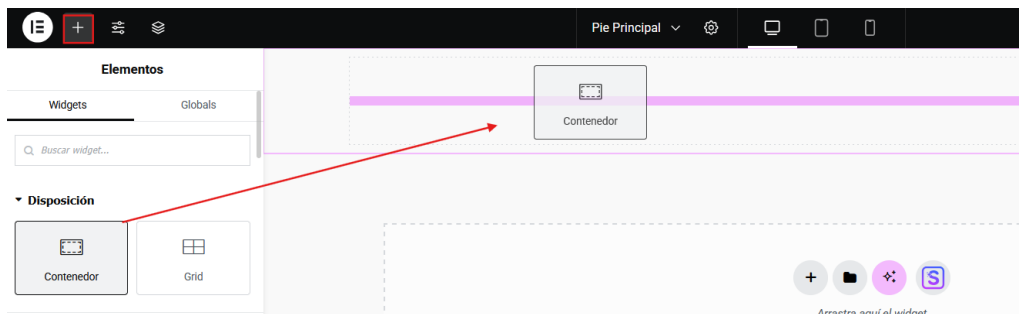 Pie Principal
Elementos
Widgets
Globals
Contenedor
Buscar widget...
Disposición
Contenedor
Grid
Arrastra aquí el widget